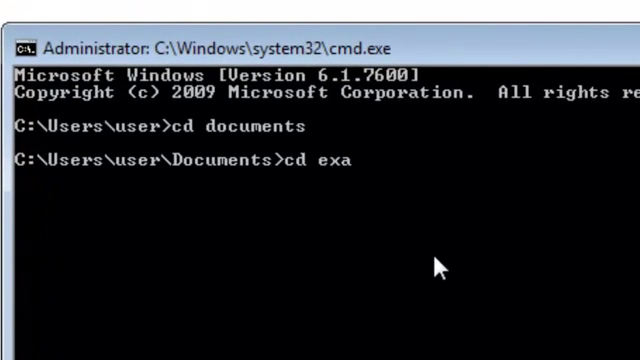 Administrator: C:\Windows\system32\cmd.exe
Microsoft Windows [Version 6.1.7600]
Copyright (c) 2009 Microsoft Corporation. All rights re
C:\Users\user>cd documents
C:\Users\user\Documents>cd exa